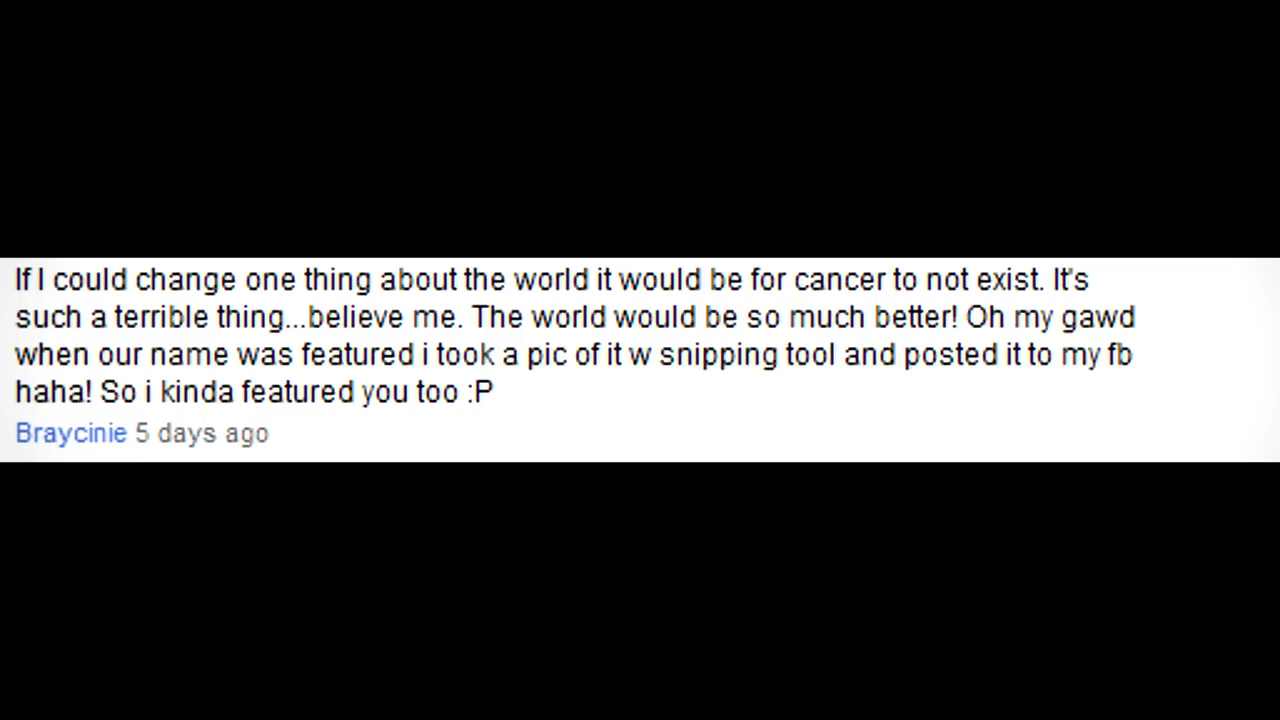 If I could change one thing about the world it would be for cancer to not exist. It's
such a terrible thing...believe me. The world would be so much better! Oh my gawd
when our name was featured i took a pic of it w snipping tool and posted it to my fb
haha! So i kinda featured you too :P
Braycinie 5 days ago